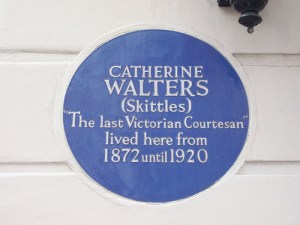 CATHERINE
WALTERS
(Skittles)
"The last Victorian Courtesan"
lived here from
1872 until 1920